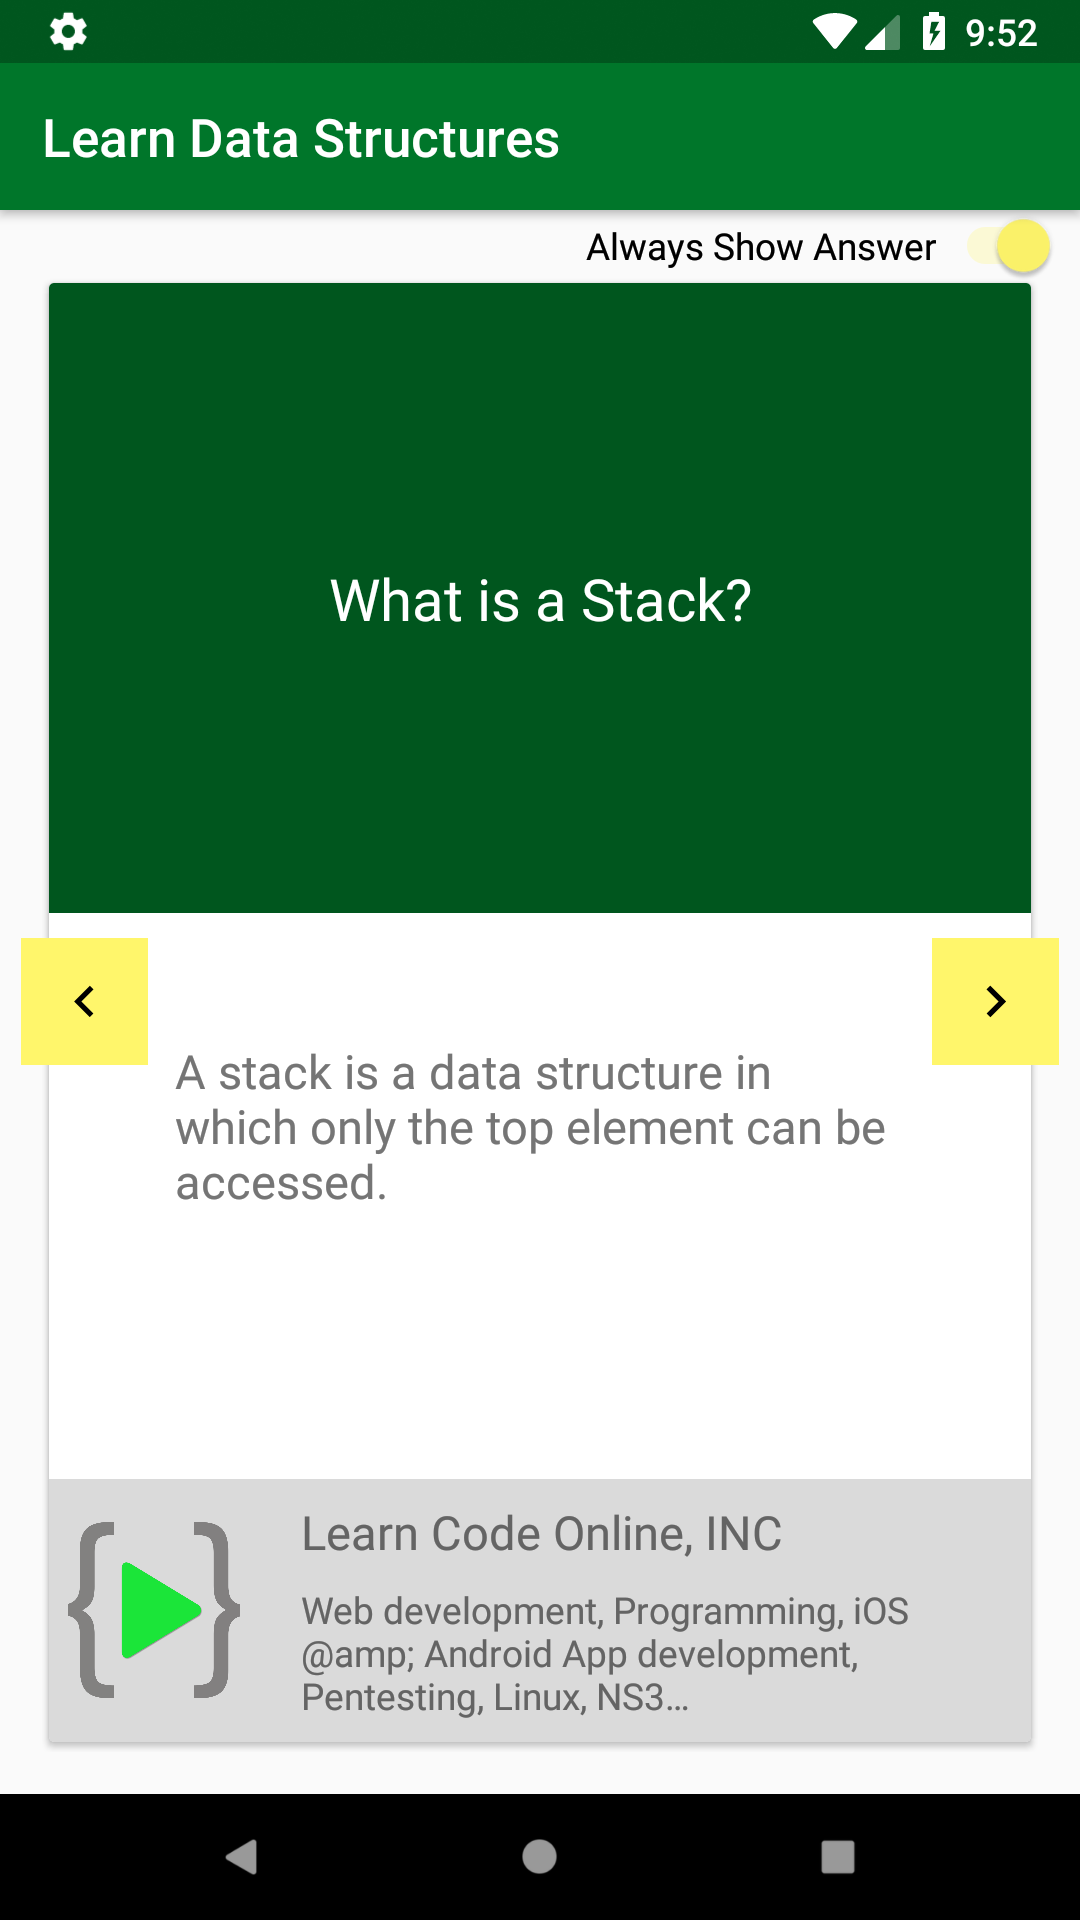 9:52
Learn Data Structures
Always Show Answer
What is a Stack?
A stack is a data structure in
which only the top element can be
accessed.
Learn Code Online, INC
Web development, Programming, iOS
@amp; Android App development,
Pentesting, Linux, NS3...